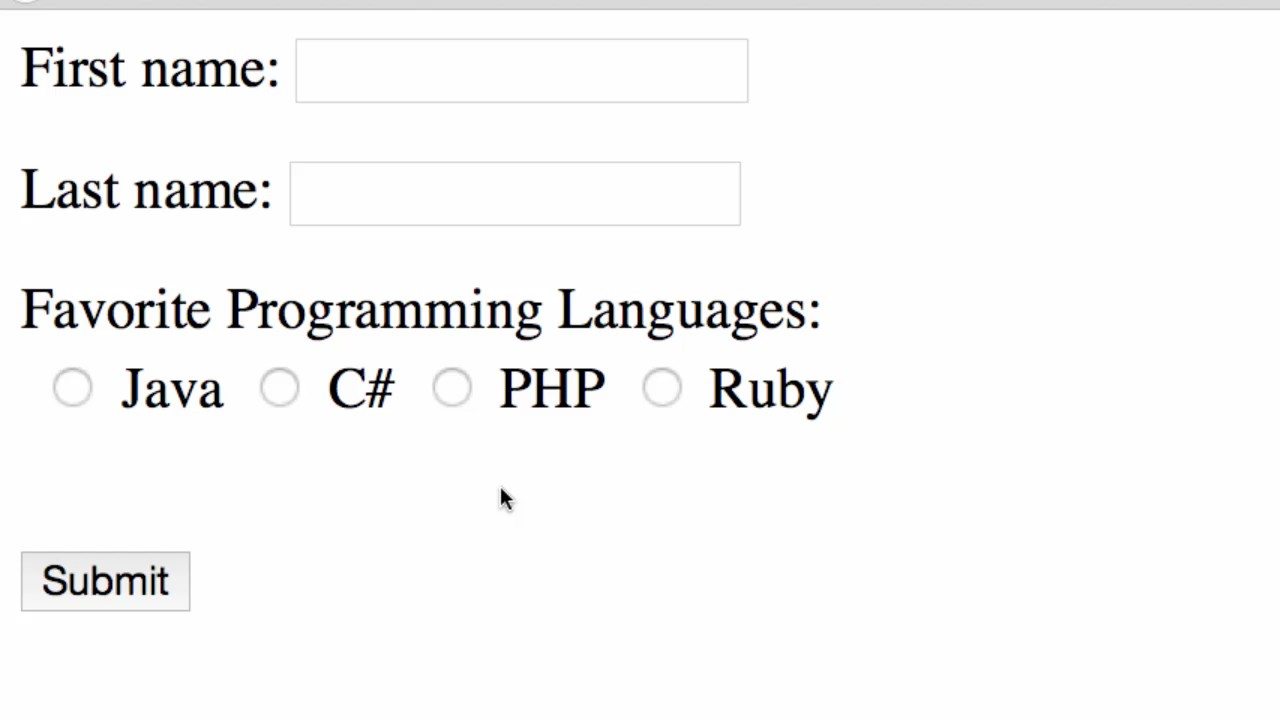 First name:
Last name:
Favorite Programming Languages:
Java C# PHP Ruby
Submit